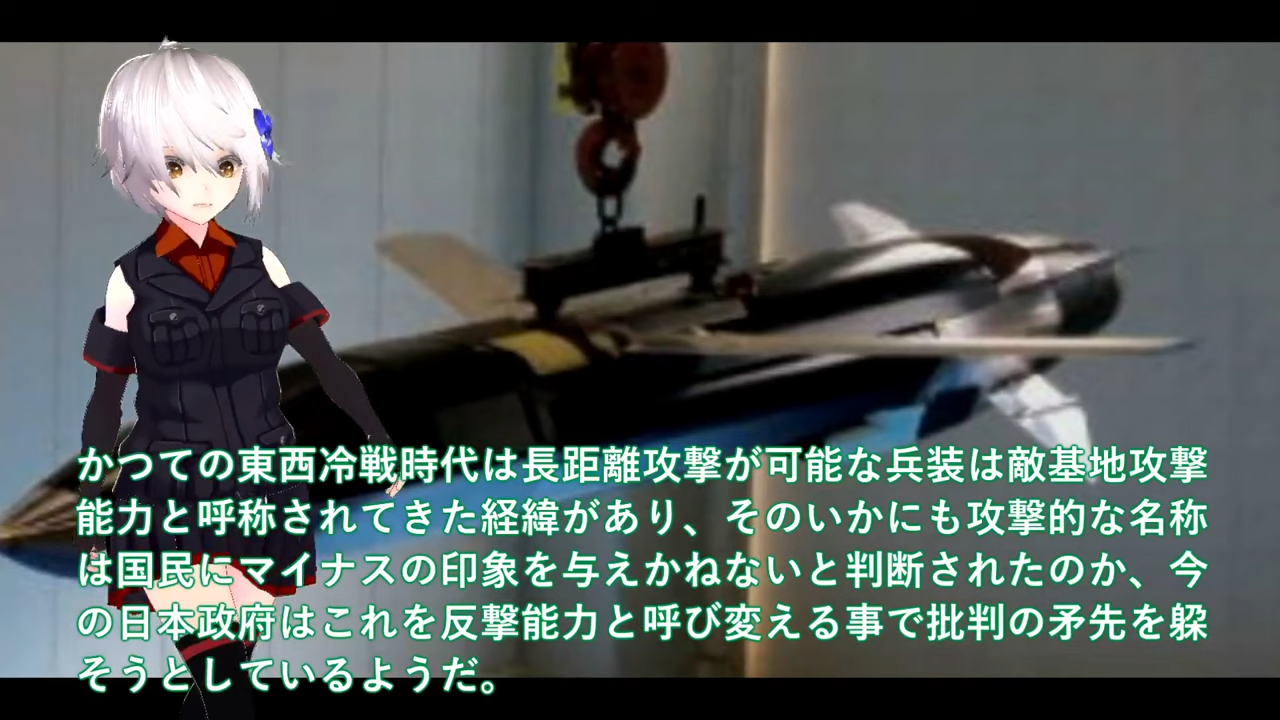 かつての東西冷戦時代は長距離攻撃が可能な兵装は敵基地攻撃
能力と呼称されてきた経緯があり、そのいかにも攻撃的な名称
は国民にマイナスの印象を与えかねないと判断されたのか、今
の日本政府はこれを反撃能力と呼び変える事で批判の矛先を躱
そうとしているようだ。